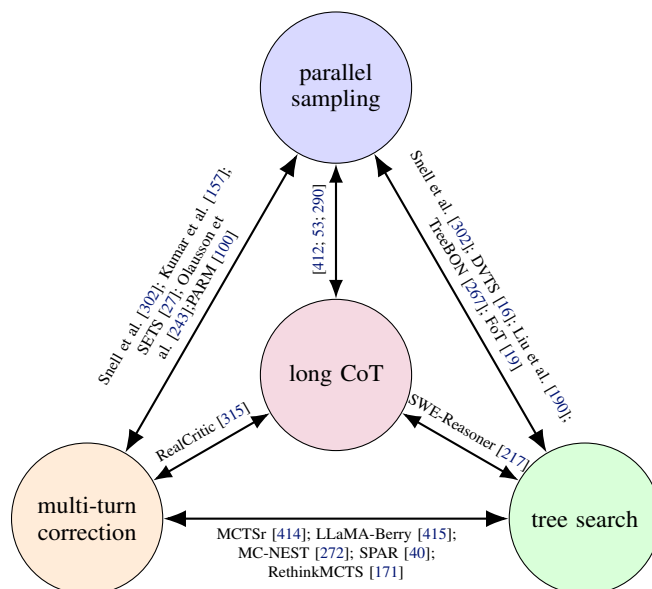 parallel
sampling
Snell et al. [302]; Kumar et al. [157];
SETS [27]; Olausson et
al. [243];PARM [100]
[412; 53; 290]
Snell et al. [302]; DVTS [16]; Liu et al. [190];
TreeBON [267]; FoT [19]
long CoT
RealCritic [315]
SWE-Reasoner [217]
multi-turn
correction
tree search
MCTSr [414]; LLaMA-Berry [415];
MC-NEST [272]; SPAR [40];
RethinkMCTS [171]